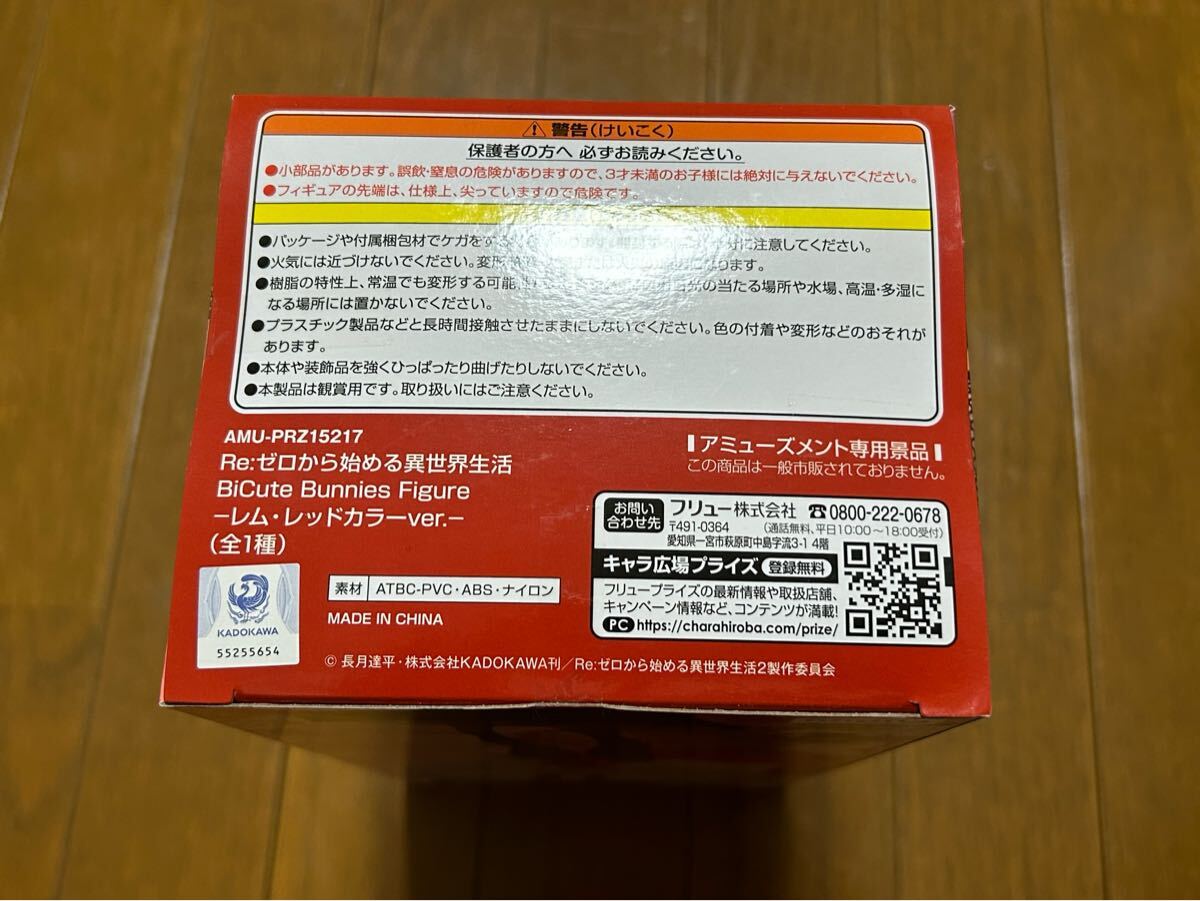 ⚠ 警告(けいこく)
保護者の方へ 必ずお読みください。
●小部品があります。誤飲・窒息の危険がありますので、3才未満のお子様には絶対に与えないでください。
●フィギュアの先端は、仕様上、尖っていますので危険です。
●パッケージや付属梱包材でケガをする 分に注意してください。
●火気には近づけないでください。変形 なります。
●樹脂の特性上、常温でも変形する可能 光の当たる場所や水場、高温・多湿に
なる場所には置かないでください。
●プラスチック製品などと長時間接触させたままにしないでください。色の付着や変形などのおそれが
あります。
●本体や装飾品を強くひっぱったり曲げたりしないでください。
●本製品は観賞用です。取り扱いにはご注意ください。
AMU-PRZ15217
Re:ゼロから始める異世界生活
BiCute Bunnies Figure
−レム・レッドカラーver.−
(全1種)
アミューズメント専用景品
この商品は一般市販されておりません。
お問い合わせ先 フリュー株式会社 ☎0800-222-0678
〒491-0364 (通話無料、平日10:00〜18:00受付)
愛知県一宮市萩原町中島字流3-1 4階
キャラ広場プライズ 登録無料
フリュープライズの最新情報や取扱店舗、
キャンペーン情報など、コンテンツが満載!
PC https://charahiroba.com/prize/
KADOKAWA
55255654
素材 ATBC-PVC・ABS・ナイロン
MADE IN CHINA
© 長月達平・株式会社KADOKAWA刊/Re:ゼロから始める異世界生活2製作委員会